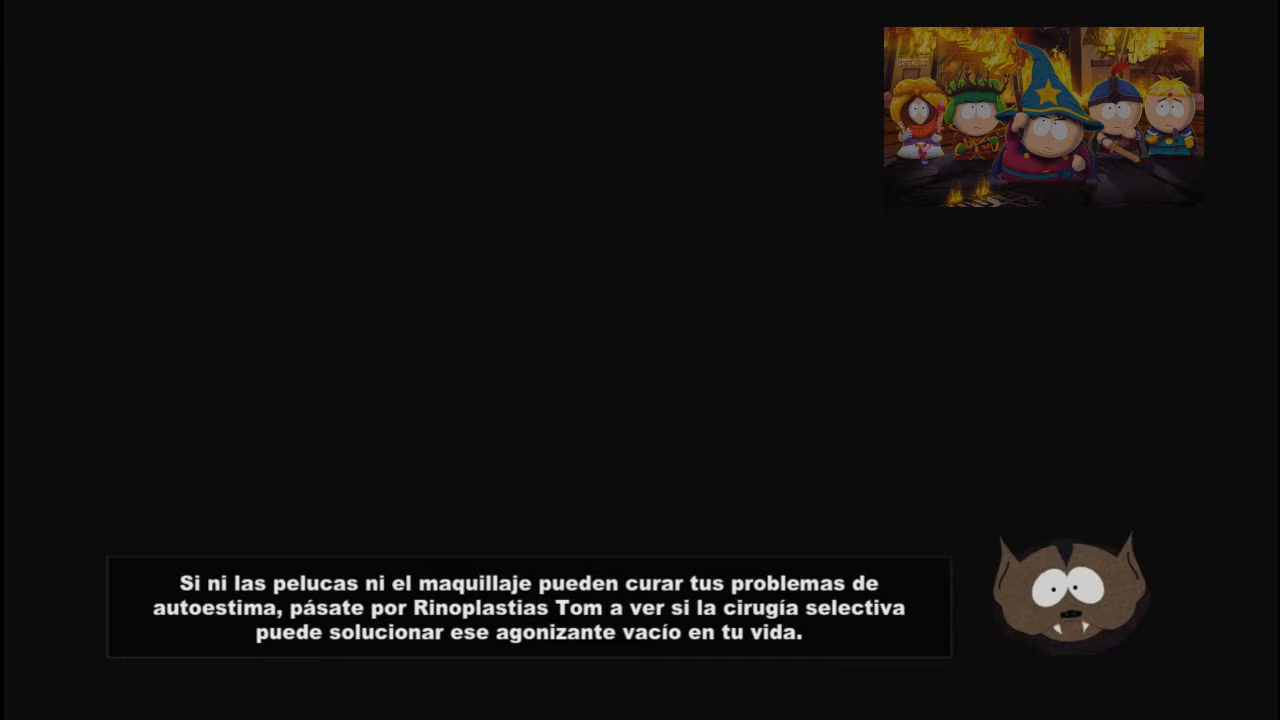 Si ni las pelucas ni el maquillaje pueden curar tus problemas de
autoestima, pásate por Rinoplastias Tom a ver si la cirugía selectiva
puede solucionar ese agonizante vacío en tu vida.